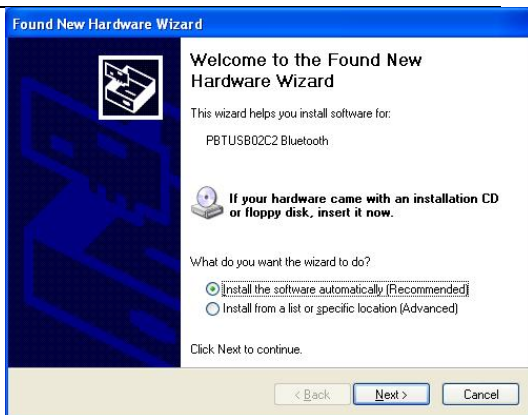 Found New Hardware Wizard
Welcome to the Found New
Hardware Wizard
This wizard helps you install software for:
PBTUSB02C2 Bluetooth
If your hardware came with an installation CD
or floppy disk, insert it now.
What do you want the wizard to do?
Install the software automatically (Recommended)
Install from a list or specific location (Advanced)
Click Next to continue.
< Back Next > Cancel